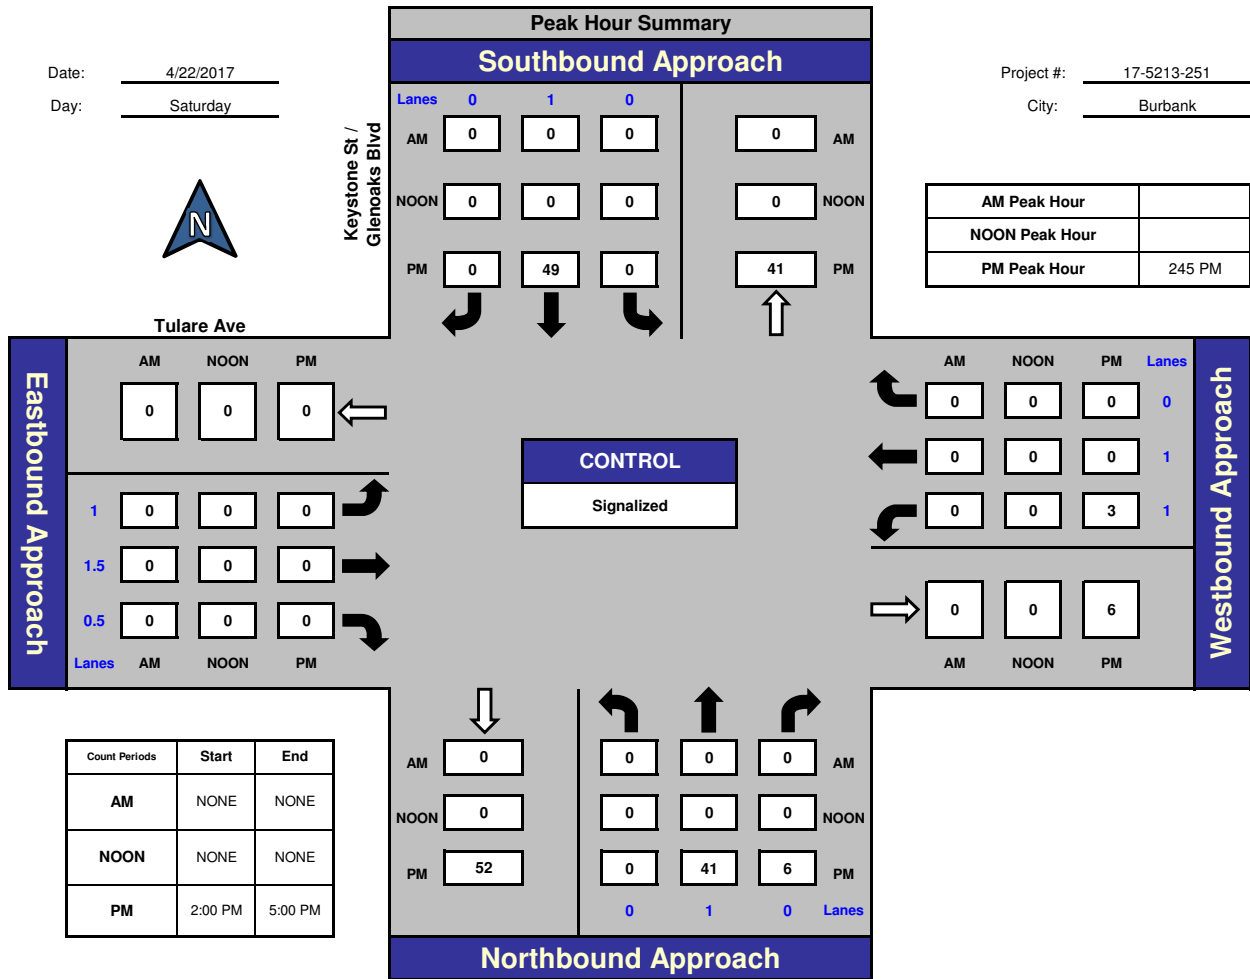 Peak Hour Summary
Southbound Approach
Date: 4/22/2017
Day: Saturday
Project #: 17-5213-251
City: Burbank
N
Keystone St /
Glenoaks Blvd
Lanes 0 1 0
AM 0 0 0 0 AM
NOON 0 0 0 0 NOON
PM 0 49 0 41 PM
AM Peak Hour
NOON Peak Hour
PM Peak Hour 245 PM
Tulare Ave
Eastbound Approach
AM NOON PM
0 0 0
1 0 0 0
1.5 0 0 0
0.5 0 0 0
Lanes AM NOON PM
CONTROL
Signalized
AM NOON PM Lanes
0 0 0 0
0 0 0 1
0 0 3 1
0 0 6
AM NOON PM
Westbound Approach
Count Periods Start End
AM NONE NONE
NOON NONE NONE
PM 2:00 PM 5:00 PM
AM 0 0 0 0 AM
NOON 0 0 0 0 NOON
PM 52 0 41 6 PM
0 1 0 Lanes
Northbound Approach